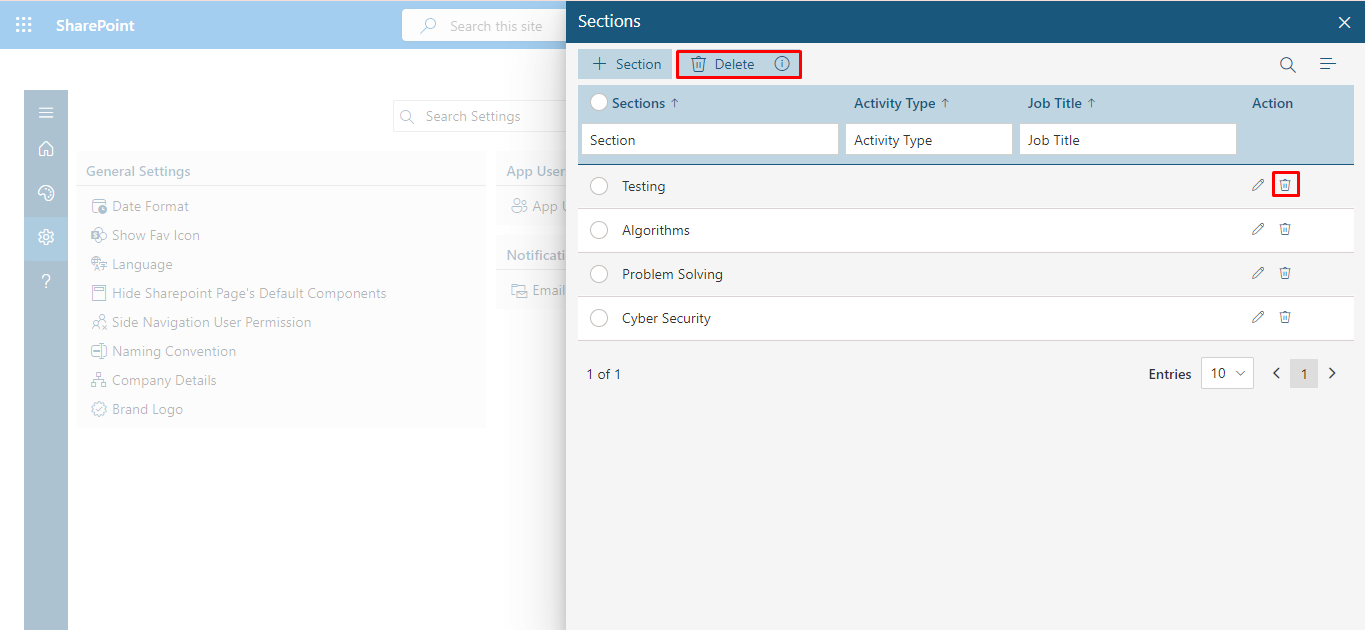 SharePoint
Search this site
Search Settings
General Settings
Date Format
Show Fav Icon
Language
Hide Sharepoint Page's Default Components
Side Navigation User Permission
Naming Convention
Company Details
Brand Logo
App User
App U
Notificati
Email
Sections
Section Delete
Sections ↑ Activity Type ↑ Job Title ↑ Action
Section Activity Type Job Title
Testing
Algorithms
Problem Solving
Cyber Security
1 of 1 Entries 10 < 1 >